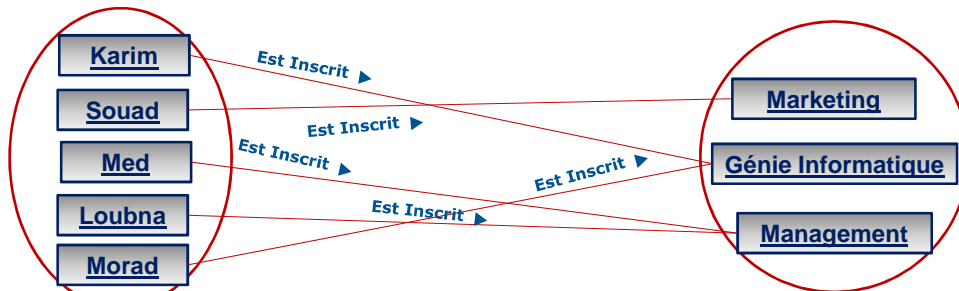 Karim
Est Inscrit ►
Souad
Marketing
Est Inscrit ►
Med
Est Inscrit ►
Est Inscrit ►
Génie Informatique
Loubna
Est Inscrit ►
Management
Morad